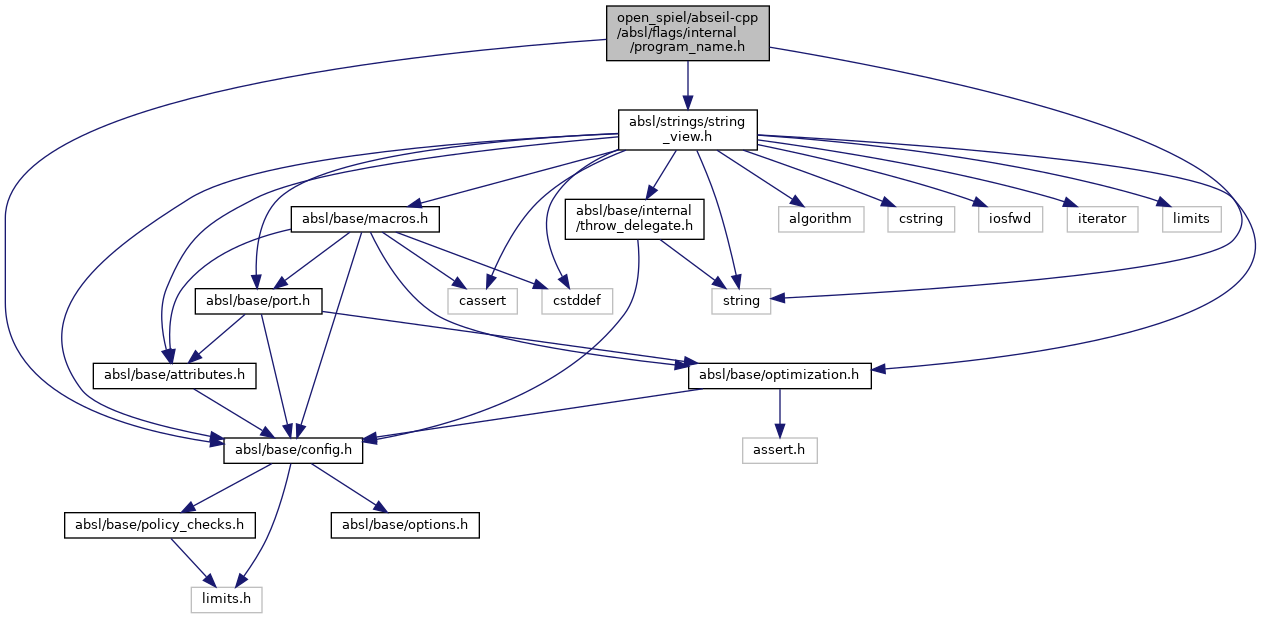 open_spiel/abseil-cpp
/absl/flags/internal
/program_name.h
absl/strings/string
_view.h
absl/base/macros.h
absl/base/internal
/throw_delegate.h
algorithm
cstring
iosfwd
iterator
limits
absl/base/port.h
cassert
cstddef
string
absl/base/attributes.h
absl/base/optimization.h
absl/base/config.h
assert.h
absl/base/policy_checks.h
absl/base/options.h
limits.h